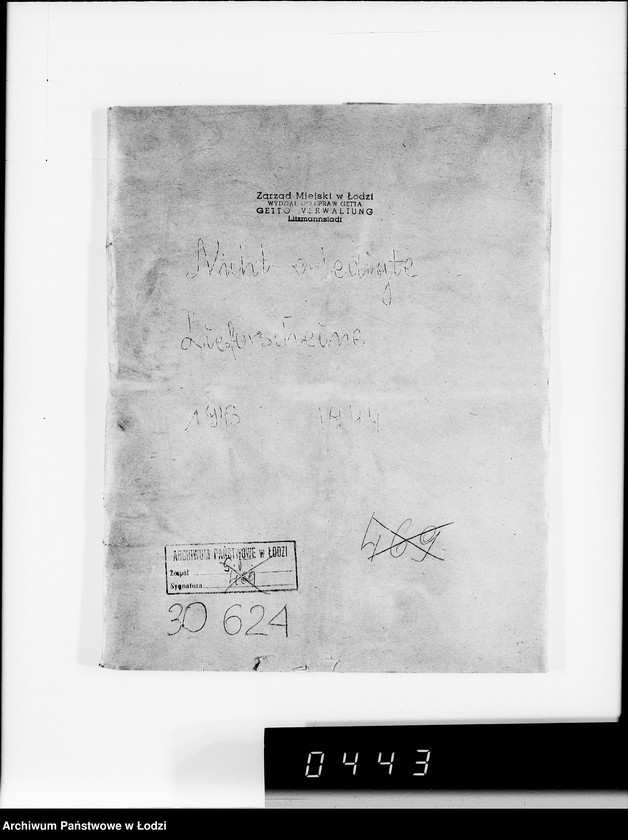 Zarząd Miejski w Łodzi
WYDZIAŁ DO SPRAW GETTA
GETTO VERWALTUNG
Litzmannstadt
Nicht erledigte
Lieferscheine
1943 1944
469
ARCHIWUM PAŃSTWOWE w ŁODZI
Zespół
Sygnatura
30 624
0443
Archiwum Państwowe w Łodzi